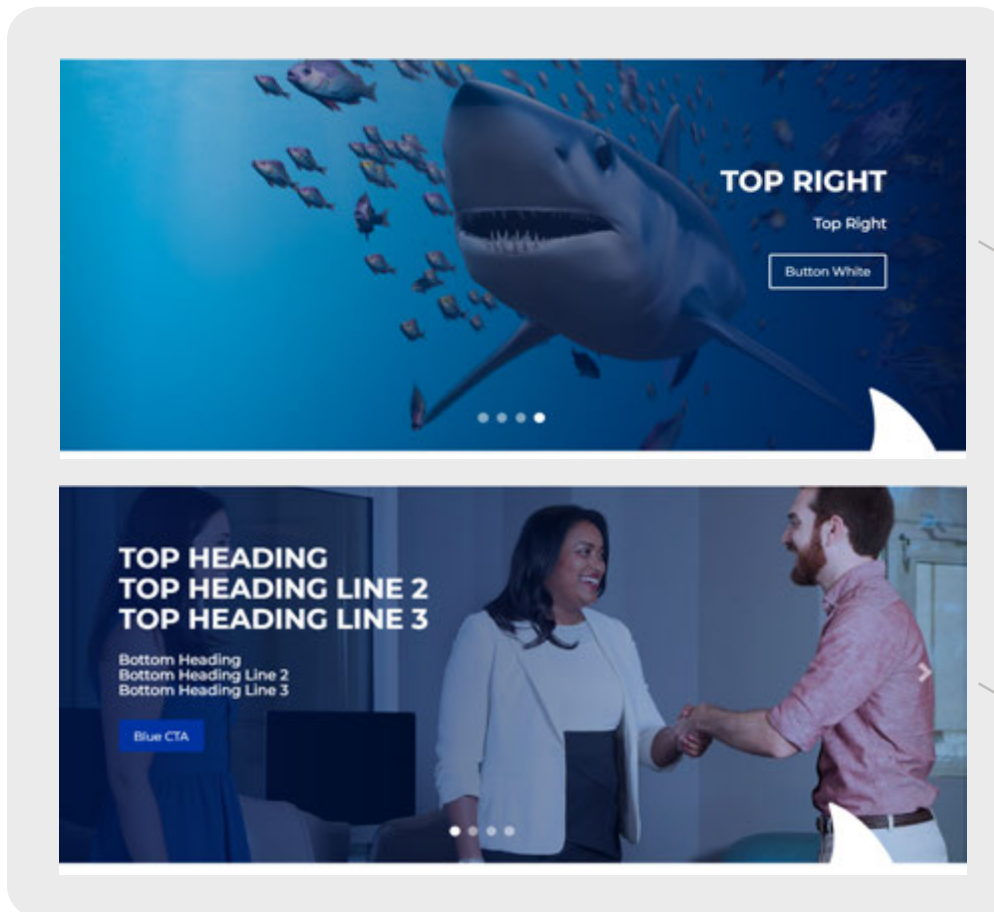 TOP RIGHT
Top Right
Button White
TOP HEADING
TOP HEADING LINE 2
TOP HEADING LINE 3
Bottom Heading
Bottom Heading Line 2
Bottom Heading Line 3
Blue CTA